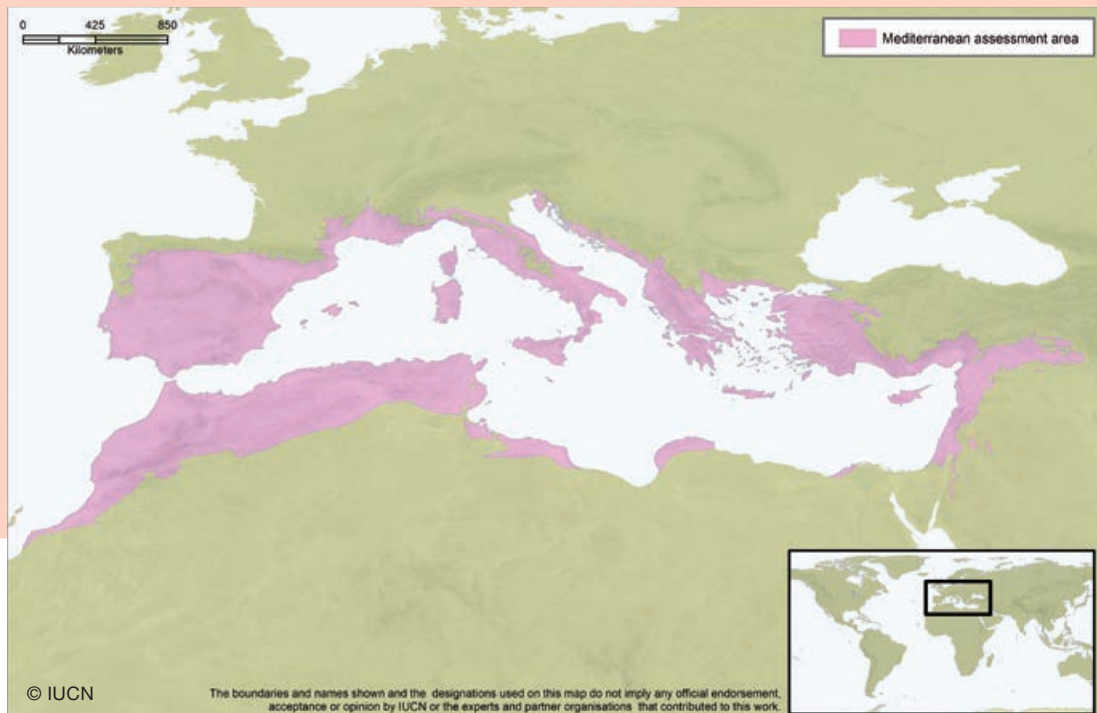 0 425 850
Kilometers
Mediterranean assessment area
© IUCN
The boundaries and names shown and the designations used on this map do not imply any official endorsement,
acceptance or opinion by IUCN or the experts and partner organisations that contributed to this work.